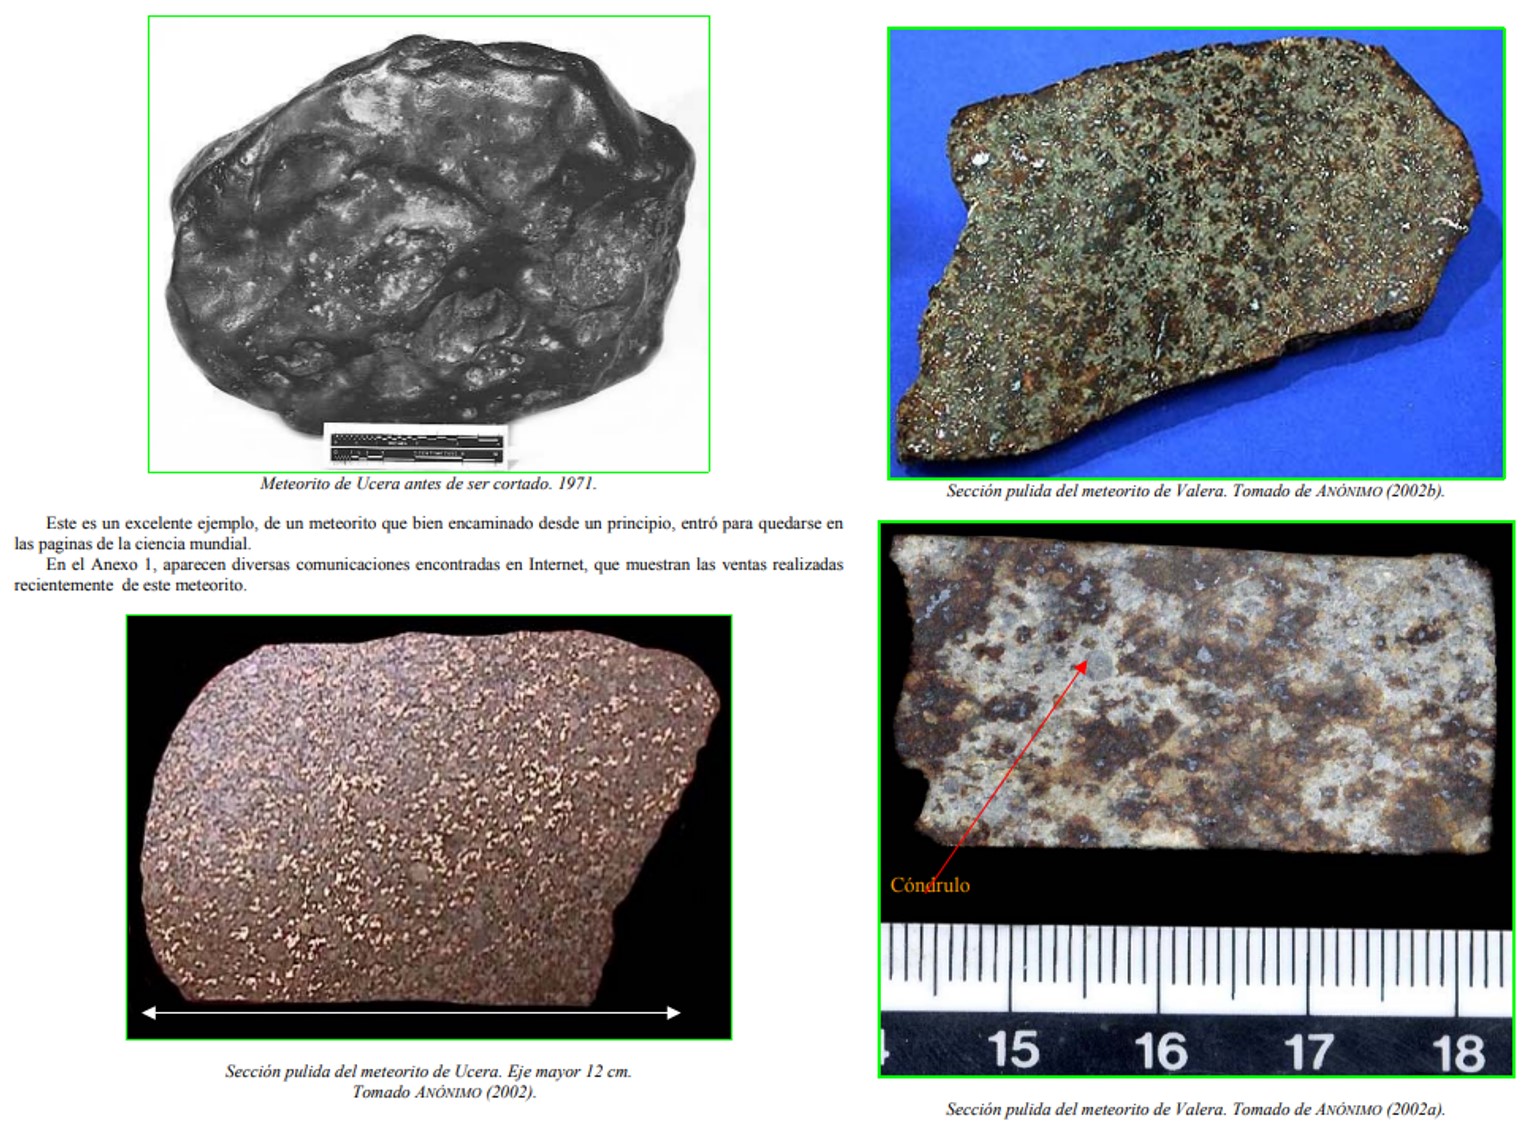 Meteorito de Ucera antes de ser cortado. 1971.
Este es un excelente ejemplo, de un meteorito que bien encaminado desde un principio, entró para quedarse en
las paginas de la ciencia mundial.
En el Anexo 1, aparecen diversas comunicaciones encontradas en Internet, que muestran las ventas realizadas
recientemente de este meteorito.
Sección pulida del meteorito de Ucera. Eje mayor 12 cm.
Tomado ANÓNIMO (2002).
Sección pulida del meteorito de Valera. Tomado de ANÓNIMO (2002b).
Cóndrulo
15 16 17 18
Sección pulida del meteorito de Valera. Tomado de ANÓNIMO (2002a).